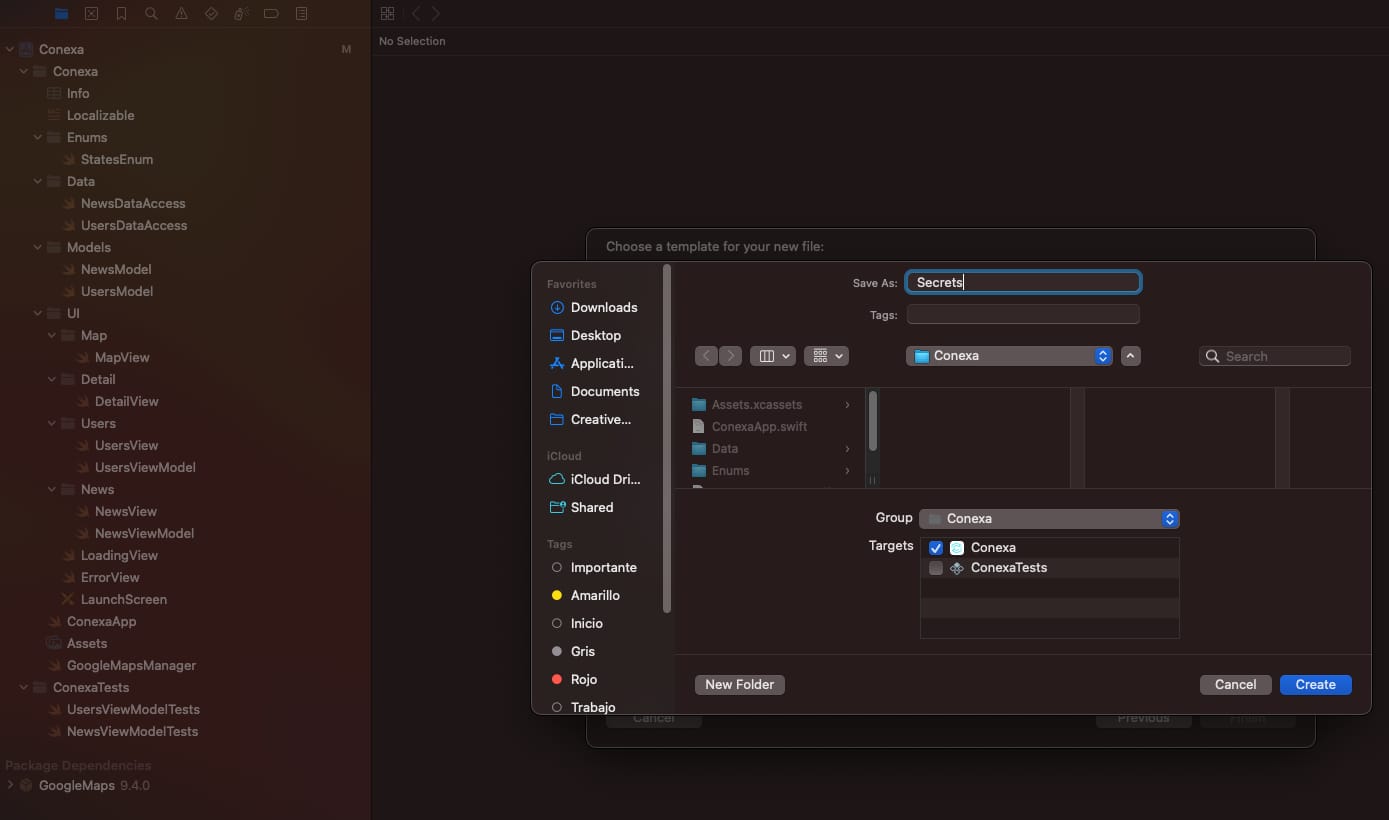 No Selection
Conexa M
Conexa
Info
Localizable
Enums
StatesEnum
Data
NewsDataAccess
UsersDataAccess
Models
NewsModel
UsersModel
UI
Map
MapView
Detail
DetailView
Users
UsersView
UsersViewModel
News
NewsView
NewsViewModel
LoadingView
ErrorView
LaunchScreen
ConexaApp
Assets
GoogleMapsManager
ConexaTests
UsersViewModelTests
NewsViewModelTests
Package Dependencies
GoogleMaps 9.4.0
Choose a template for your new file:
Favorites
Downloads
Desktop
Applicati...
Documents
Creative...
iCloud
iCloud Dri...
Shared
Tags
Importante
Amarillo
Inicio
Gris
Rojo
Trabajo
Save As: Secrets
Tags:
Conexa
Search
Assets.xcassets
ConexaApp.swift
Data
Enums
Group Conexa
Targets Conexa
ConexaTests
New Folder Cancel Create
Cancel Previous Finish